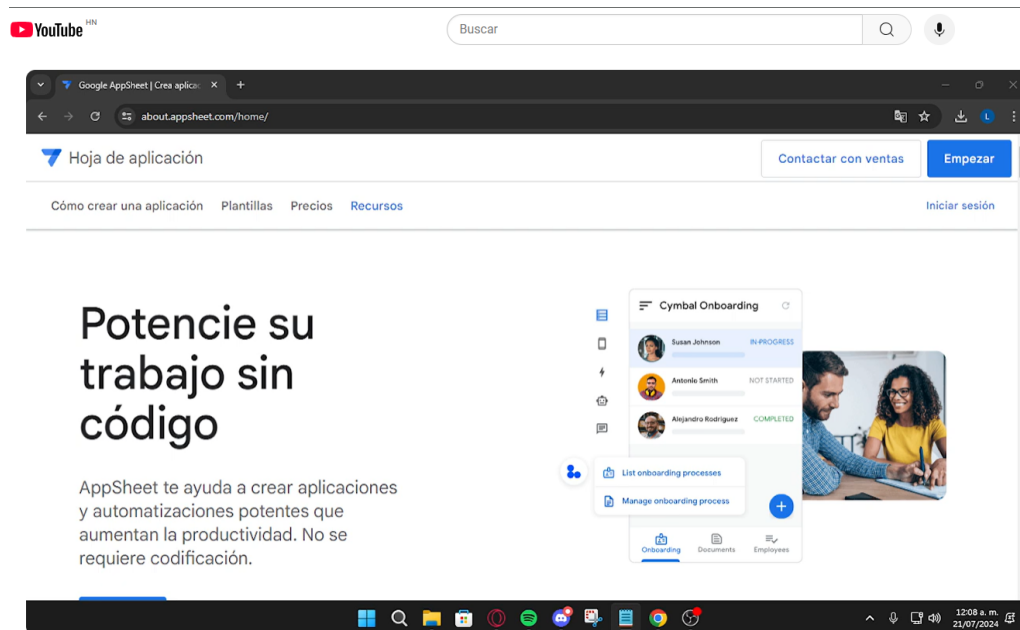 YouTube HN
Buscar
Google AppSheet | Crea aplicac
about.appsheet.com/home/
L
Hoja de aplicación
Contactar con ventas
Empezar
Cómo crear una aplicación
Plantillas
Precios
Recursos
Iniciar sesión
Potencie su
trabajo sin
código
AppSheet te ayuda a crear aplicaciones
y automatizaciones potentes que
aumentan la productividad. No se
requiere codificación.
Cymbal Onboarding
Susan Johnson
IN-PROGRESS
Antonio Smith
NOT STARTED
Alejandro Rodriguez
COMPLETED
List onboarding processes
Manage onboarding process
Onboarding
Documents
Employees
12:08 a. m.
21/07/2024